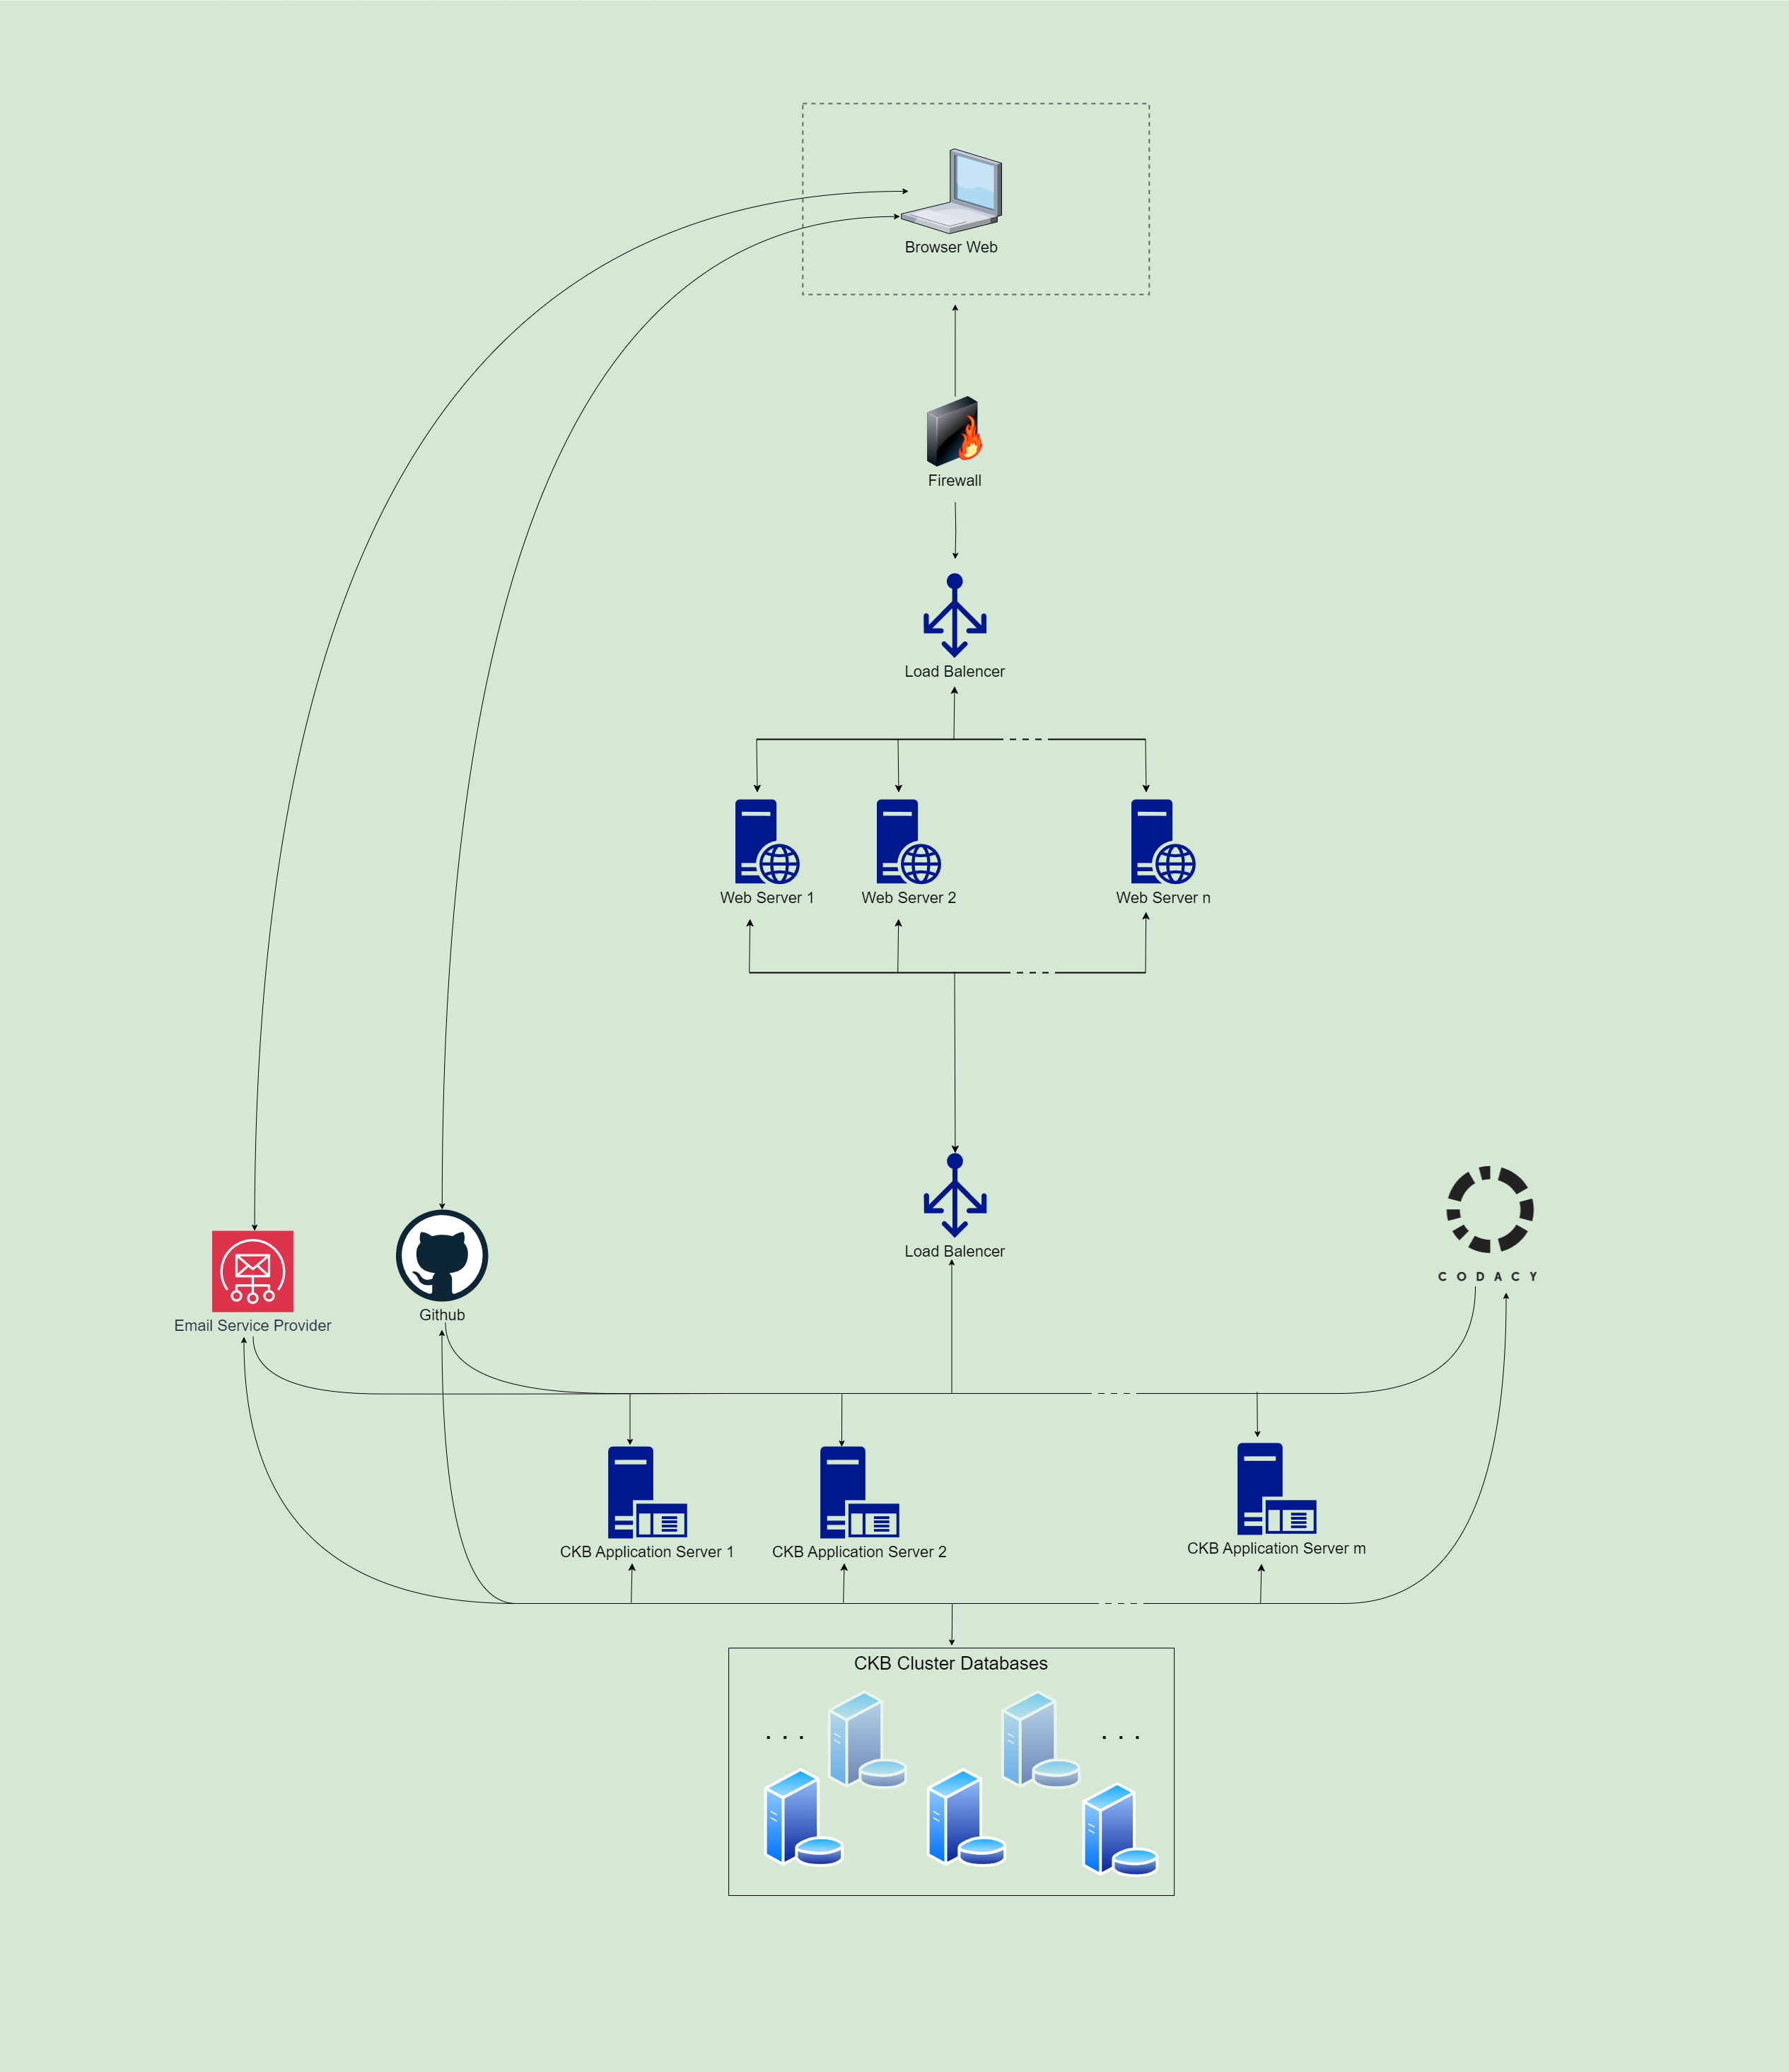 Browser Web
Firewall
Load Balencer
Web Server 1
Web Server 2
Web Server n
Load Balencer
CODACY
Email Service Provider
Github
CKB Application Server 1
CKB Application Server 2
CKB Application Server m
CKB Cluster Databases
. . .
. . .